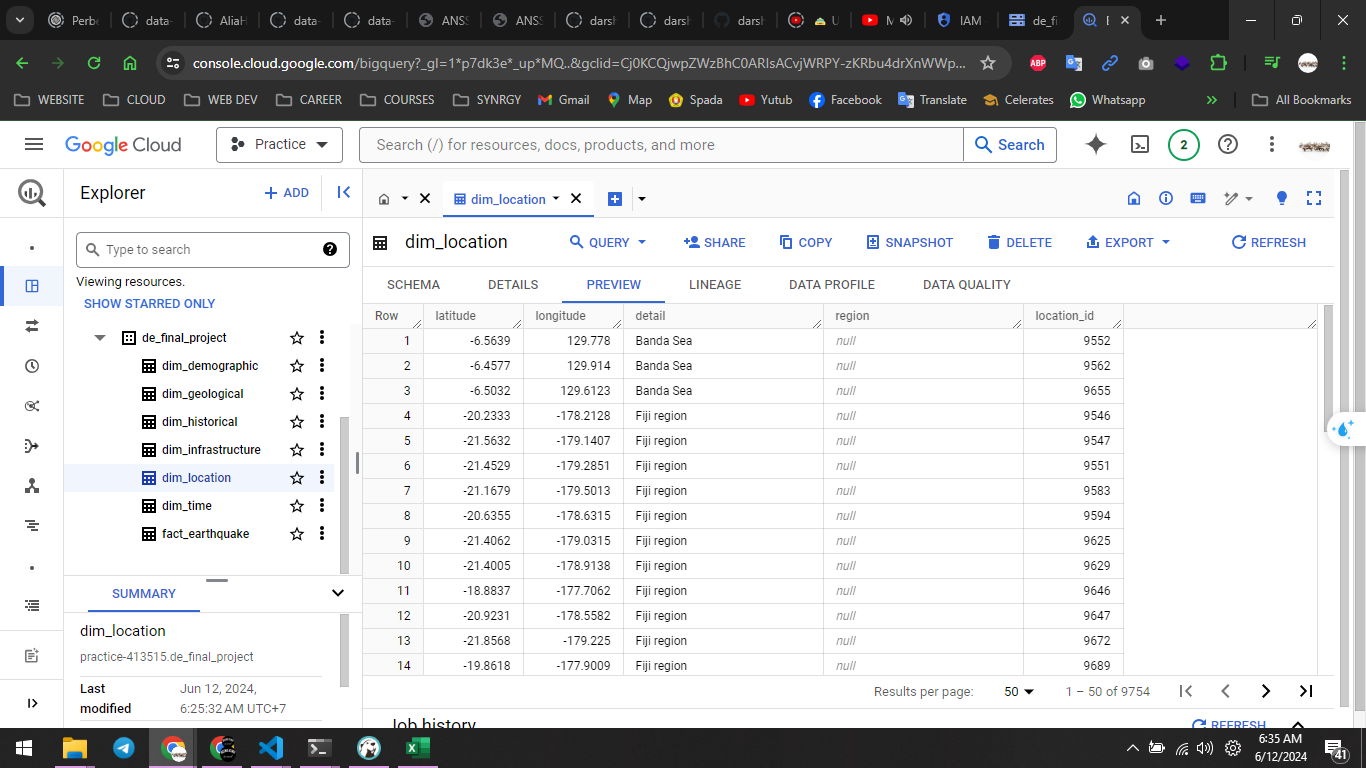 Perbe
data-
AliaH
data-
data-
ANSS
ANSS
darsh
darsh
darsh
U
M
IAM
de_fi
console.cloud.google.com/bigquery?_gl=1*p7dk3e*_up*MQ..&gclid=Cj0KCQjwpZWzBhC0ARIsACvjWRPY-zKRbu4drXnWWp...
ABP
WEBSITE
CLOUD
WEB DEV
CAREER
COURSES
SYNRGY
Gmail
Map
Spada
Yutub
Facebook
Translate
Celerates
Whatsapp
All Bookmarks
Google Cloud
Practice
Search (/) for resources, docs, products, and more
Search
2
Explorer
+ ADD
dim_location
Type to search
Viewing resources.
SHOW STARRED ONLY
de_final_project
dim_demographic
dim_geological
dim_historical
dim_infrastructure
dim_location
dim_time
fact_earthquake
SUMMARY
dim_location
practice-413515.de_final_project
Last modified
Jun 12, 2024, 6:25:32 AM UTC+7
dim_location
QUERY
SHARE
COPY
SNAPSHOT
DELETE
EXPORT
REFRESH
SCHEMA
DETAILS
PREVIEW
LINEAGE
DATA PROFILE
DATA QUALITY
Row latitude longitude detail region location_id
1 -6.5639 129.778 Banda Sea null 9552
2 -6.4577 129.914 Banda Sea null 9562
3 -6.5032 129.6123 Banda Sea null 9655
4 -20.2333 -178.2128 Fiji region null 9546
5 -21.5632 -179.1407 Fiji region null 9547
6 -21.4529 -179.2851 Fiji region null 9551
7 -21.1679 -179.5013 Fiji region null 9583
8 -20.6355 -178.6315 Fiji region null 9594
9 -21.4062 -179.0315 Fiji region null 9625
10 -21.4005 -178.9138 Fiji region null 9629
11 -18.8837 -177.7062 Fiji region null 9646
12 -20.9231 -178.5582 Fiji region null 9647
13 -21.8568 -179.225 Fiji region null 9672
14 -19.8618 -177.9009 Fiji region null 9689
Results per page: 50 1 – 50 of 9754
Job history
REFRESH
6:35 AM
6/12/2024
41